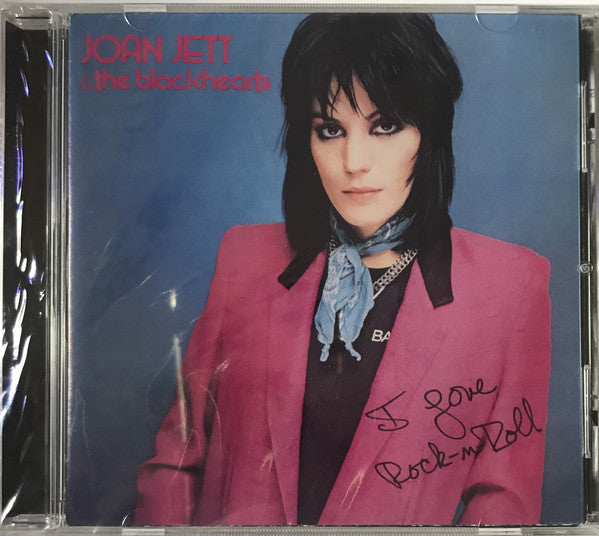 JOAN JETT
& the blackhearts
BA
I Love
Rock-n Roll